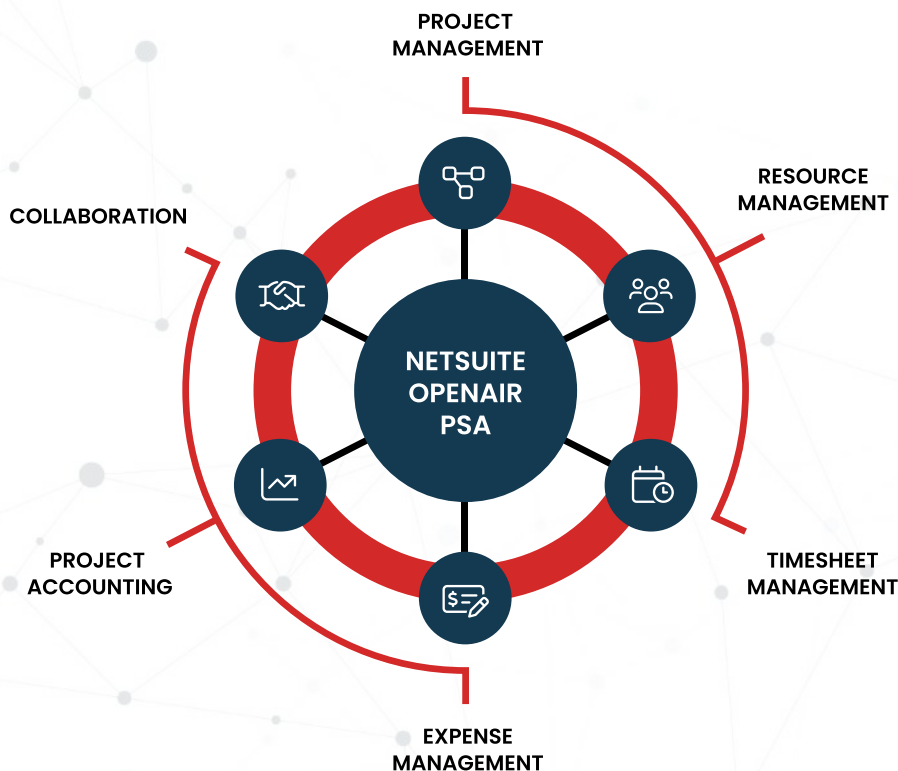 PROJECT
MANAGEMENT
RESOURCE
MANAGEMENT
COLLABORATION
NETSUITE
OPENAIR
PSA
$
PROJECT
ACCOUNTING
TIMESHEET
MANAGEMENT
EXPENSE
MANAGEMENT